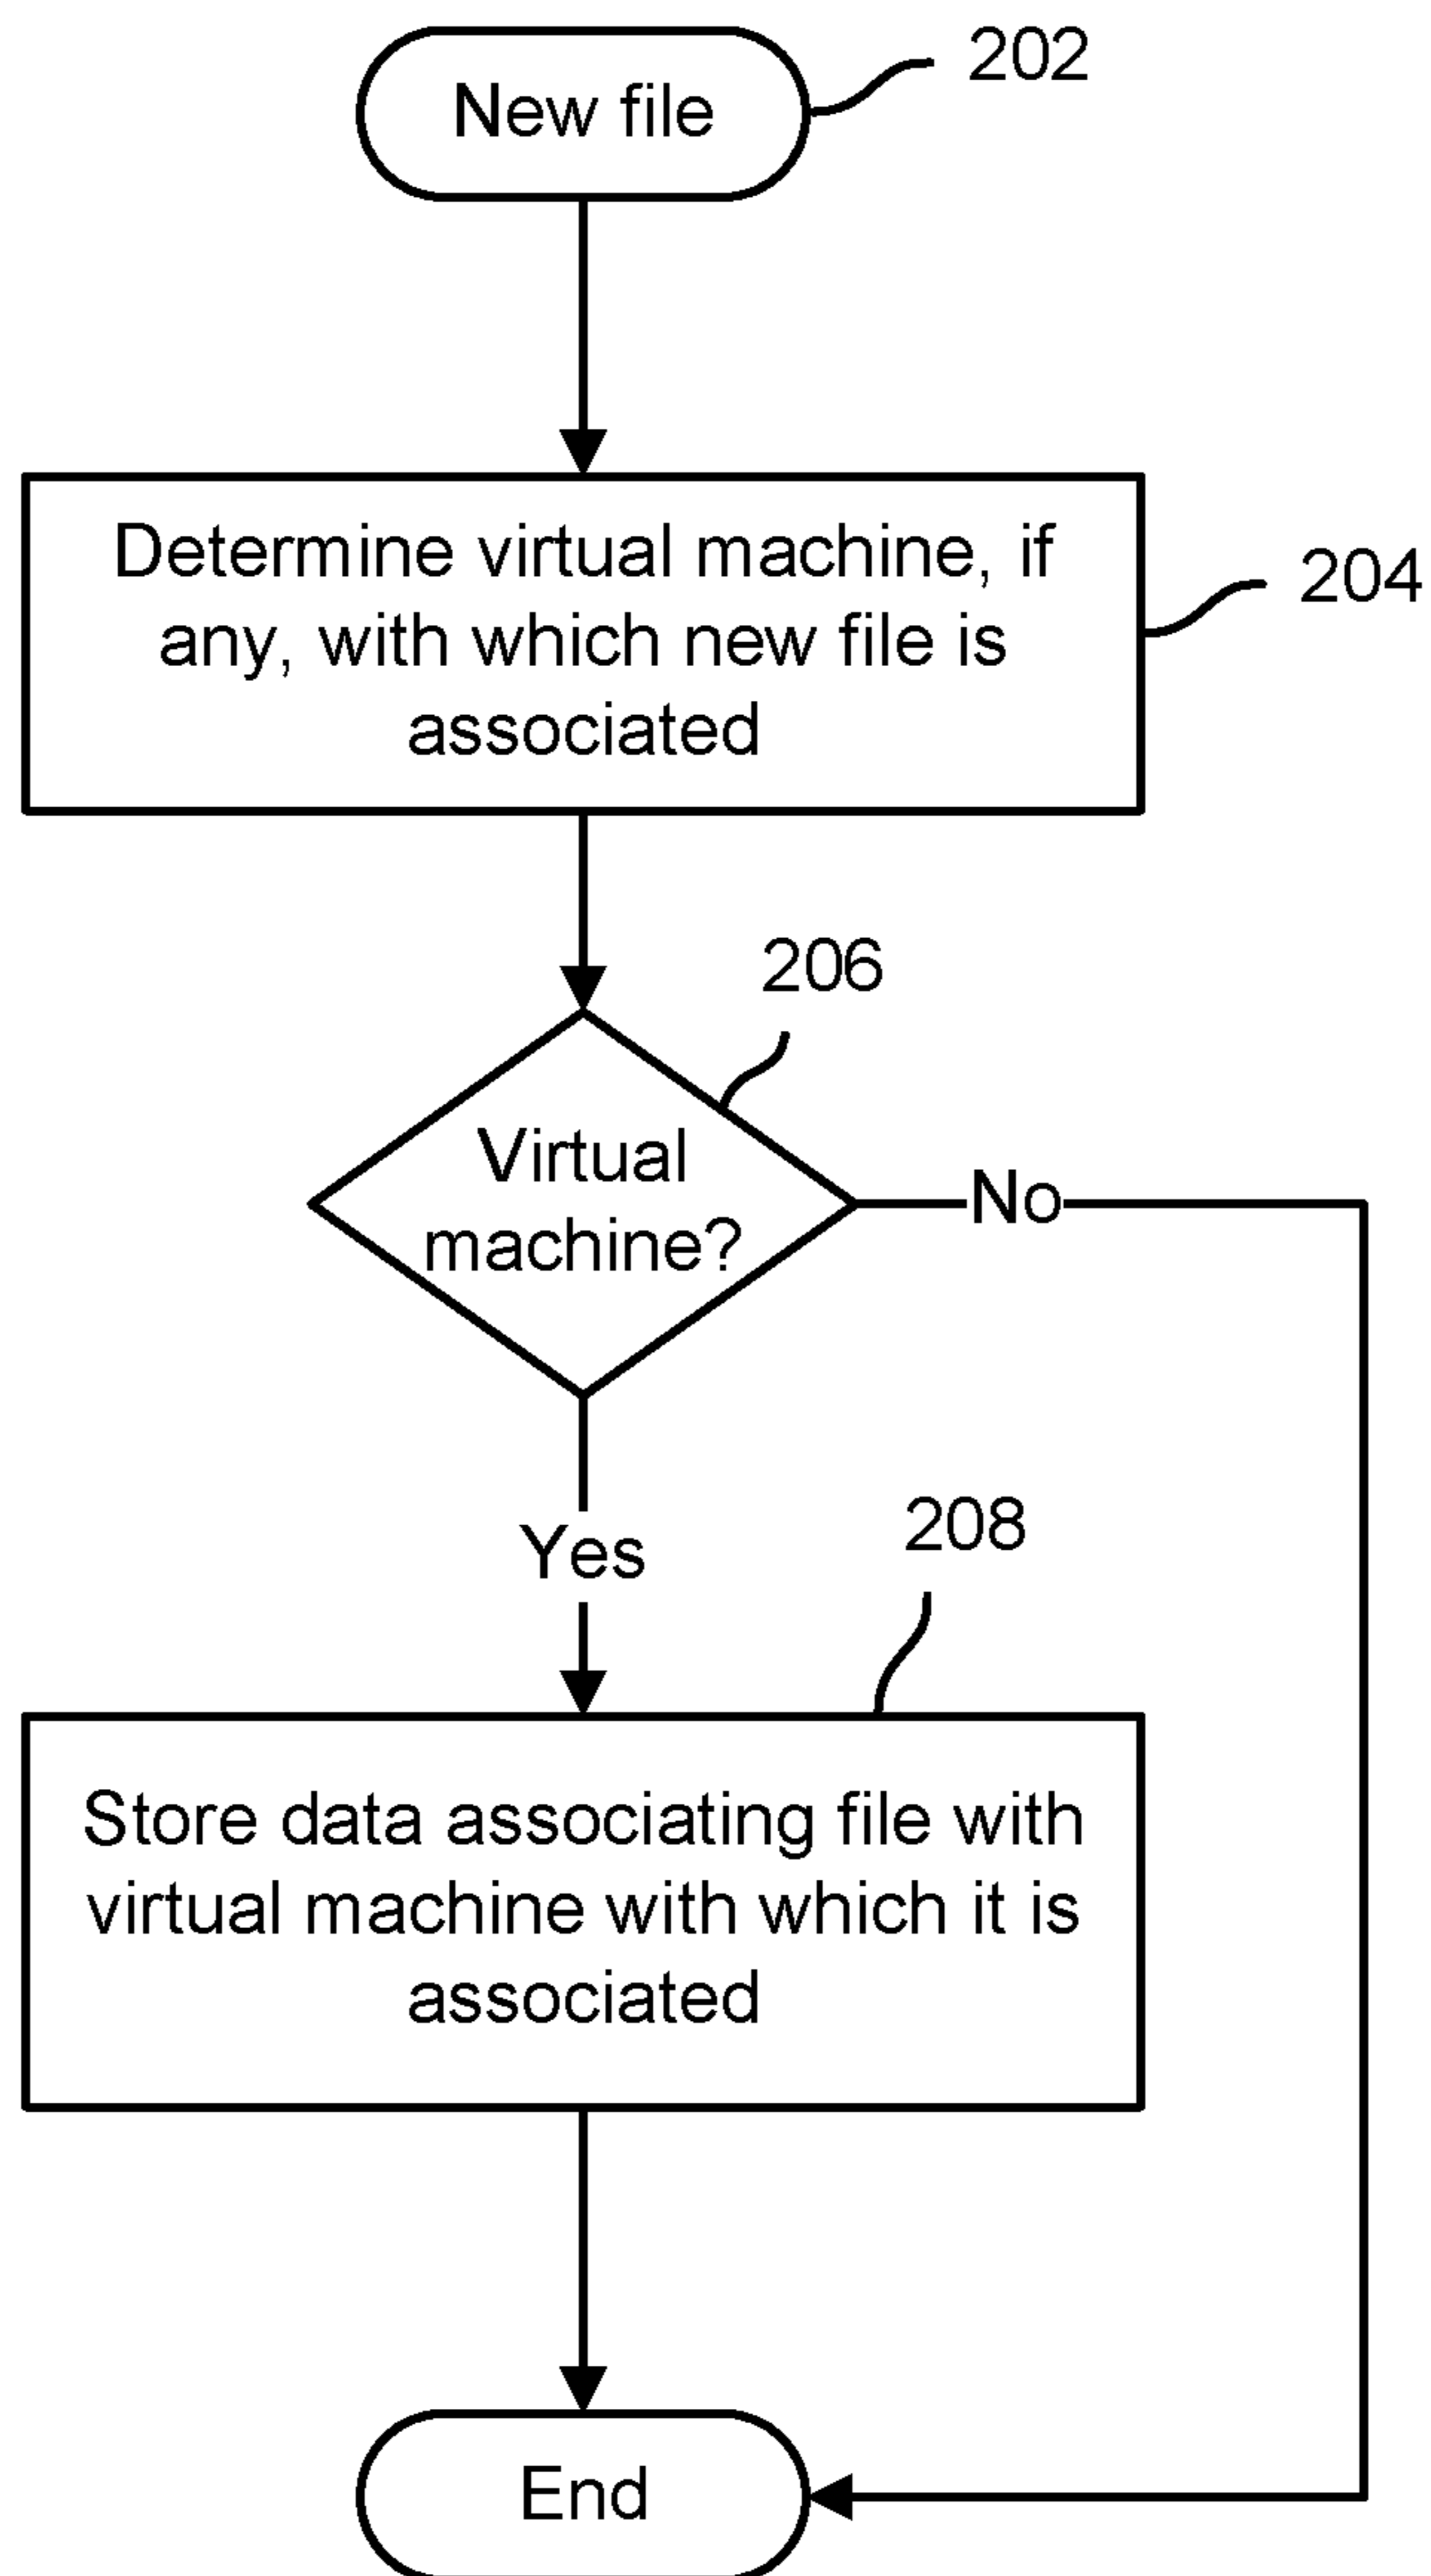 New file
202
Determine virtual machine, if
any, with which new file is
associated
204
206
Virtual
machine?
No
Yes
208
Store data associating file with
virtual machine with which it is
associated
End